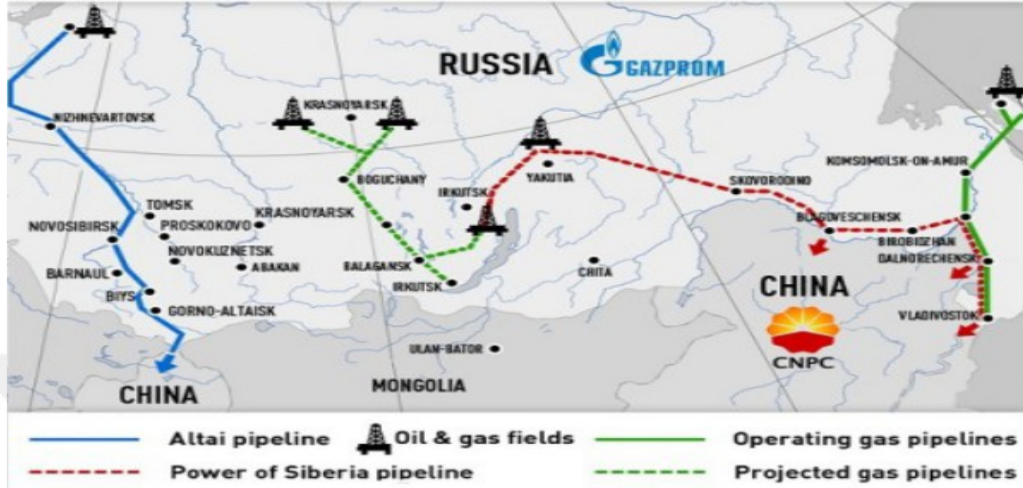 RUSSIA
GAZPROM
NIZHNEVARTOVSK
KRASNOYARSK
KOMSOMOLSK-ON-AMUR
BOGUCHANY
IRKUTSK
YAKUTIA
SKOVORODINO
TOMSK
NOVOSIBIRSK
PROSKOKOVO
KRASNOYARSK
BLAGOVESCHENSK
BIROBIDZHAN
NOVOKUZNETSK
BARNAUL
ABAKAN
BALAGANSK
CHITA
DALNORECHENSK
BIYS
IRKUTSK
CHINA
GORNO-ALTAISK
VLADIVOSTOK
ULAN-BATOR
CNPC
CHINA
MONGOLIA
Altai pipeline
Oil & gas fields
Operating gas pipelines
Power of Siberia pipeline
Projected gas pipelines